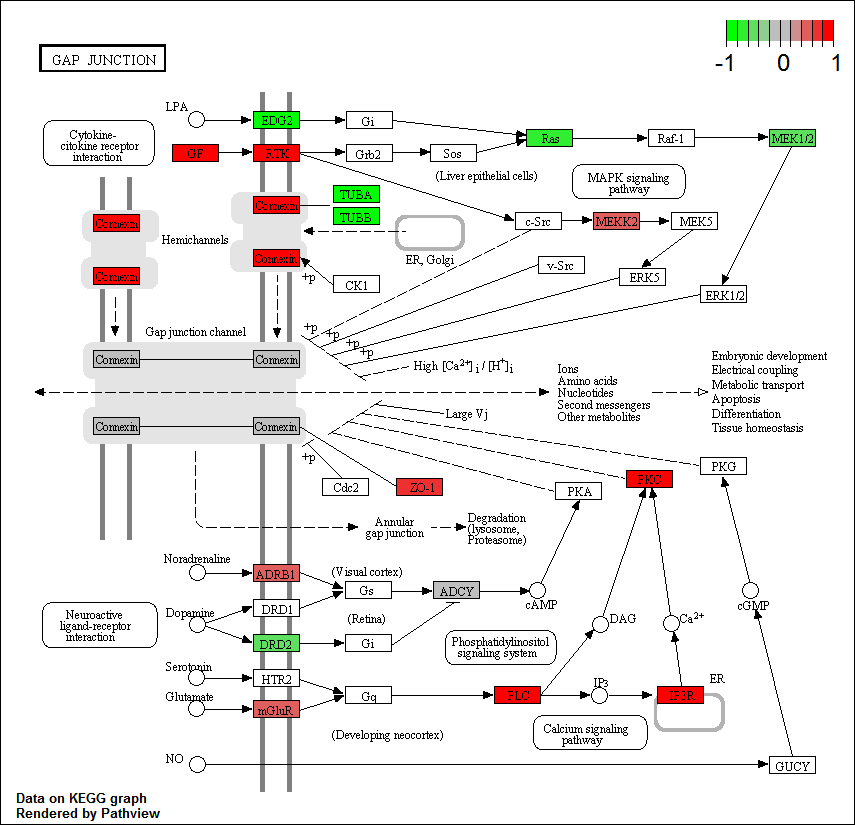 -1 0 1
GAP JUNCTION
LPA
EDG2
Gi
Ras
Raf-1
MEK1/2
Cytokine-
citokine receptor
interaction
GF
RTK
Grb2
Sos
(Liver epithelial cells)
MAPK signaling
pathway
TUBA
TUBB
Connexin
Connexin
Hemichannels
c-Src
MEKK2
MEK5
ER, Golgi
Connexin
Connexin
v-Src
ERK5
+p
CK1
ERK1/2
Gap junction channel
+p
+p
+p
+p
Connexin
Connexin
High [Ca2+]i / [H+]i
Ions
Amino acids
Nucleotides
Second messengers
Other metabolites
Embryonic development
Electrical coupling
Metabolic transport
Apoptosis
Differentiation
Tissue homeostasis
Large Vj
Connexin
Connexin
+p
Cdc2
ZO-1
PKA
PKC
PKG
Annular
gap junction
Degradation
(lysosome,
Proteasome)
Noradrenaline
ADRB1
(Visual cortex)
Gs
ADCY
cAMP
Dopamine
DRD1
(Retina)
DRD2
Gi
Neuroactive
ligand-receptor
interaction
DAG
Ca2+
cGMP
Phosphatidylinositol
signaling system
Serotonin
HTR2
Glutamate
mGluR
Gq
PLC
IP3
IP3R
ER
(Developing neocortex)
Calcium signaling
pathway
NO
GUCY
Data on KEGG graph
Rendered by Pathview